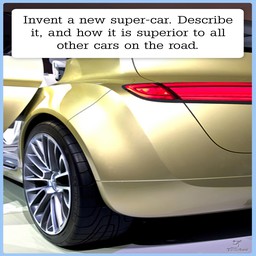 Invent a new super-car. Describe
it, and how it is superior to all
other cars on the road.